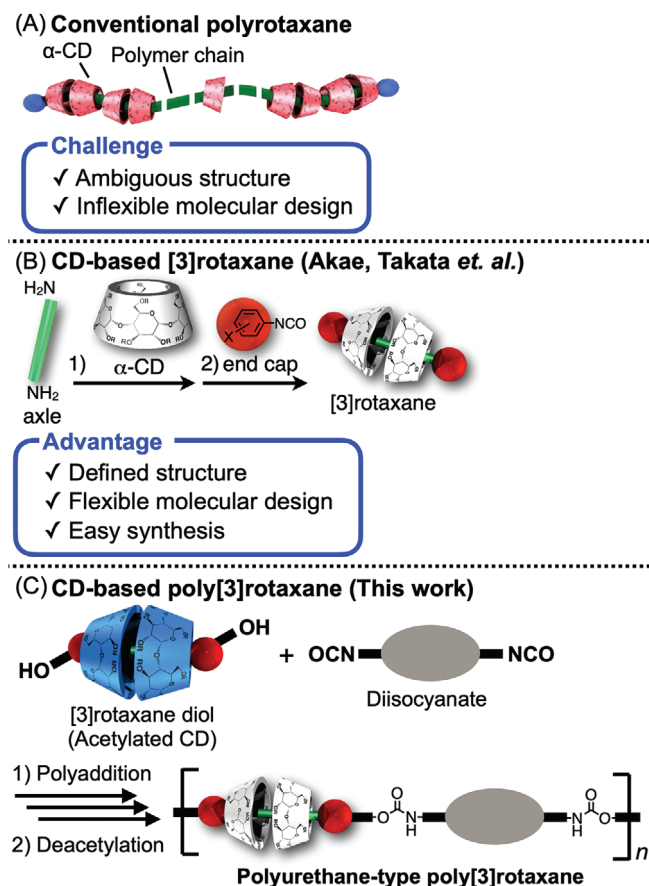 (A) Conventional polyrotaxane
α-CD
Polymer chain
Challenge
✓ Ambiguous structure
✓ Inflexible molecular design
(B) CD-based [3]rotaxane (Akae, Takata et. al.)
H₂N
NH₂
axle
1)
OR
RO
OR
α-CD
X
NCO
2) end cap
[3]rotaxane
Advantage
✓ Defined structure
✓ Flexible molecular design
✓ Easy synthesis
(C) CD-based poly[3]rotaxane (This work)
HO
OH
[3]rotaxane diol
(Acetylated CD)
+
OCN
NCO
Diisocyanate
1) Polyaddition
2) Deacetylation
O
O
N
H
H
N
O
O
n
Polyurethane-type poly[3]rotaxane